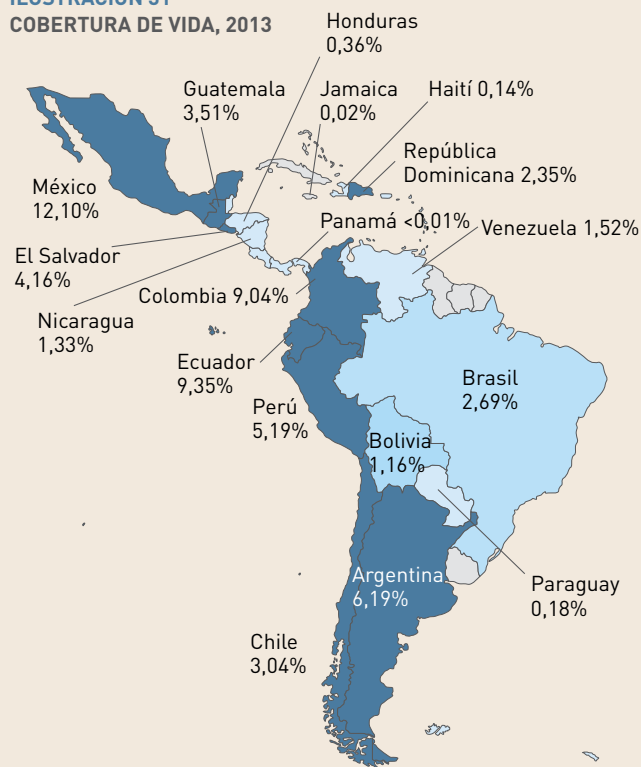 ILUSTRACIÓN 31
COBERTURA DE VIDA, 2013
Honduras
0,36%
Guatemala
3,51%
Jamaica
0,02%
Haití 0,14%
República
Dominicana 2,35%
México
12,10%
Panamá <0,01%
Venezuela 1,52%
El Salvador
4,16%
Colombia 9,04%
Nicaragua
1,33%
Ecuador
9,35%
Brasil
2,69%
Perú
5,19%
Bolivia
1,16%
Argentina
6,19%
Paraguay
0,18%
Chile
3,04%